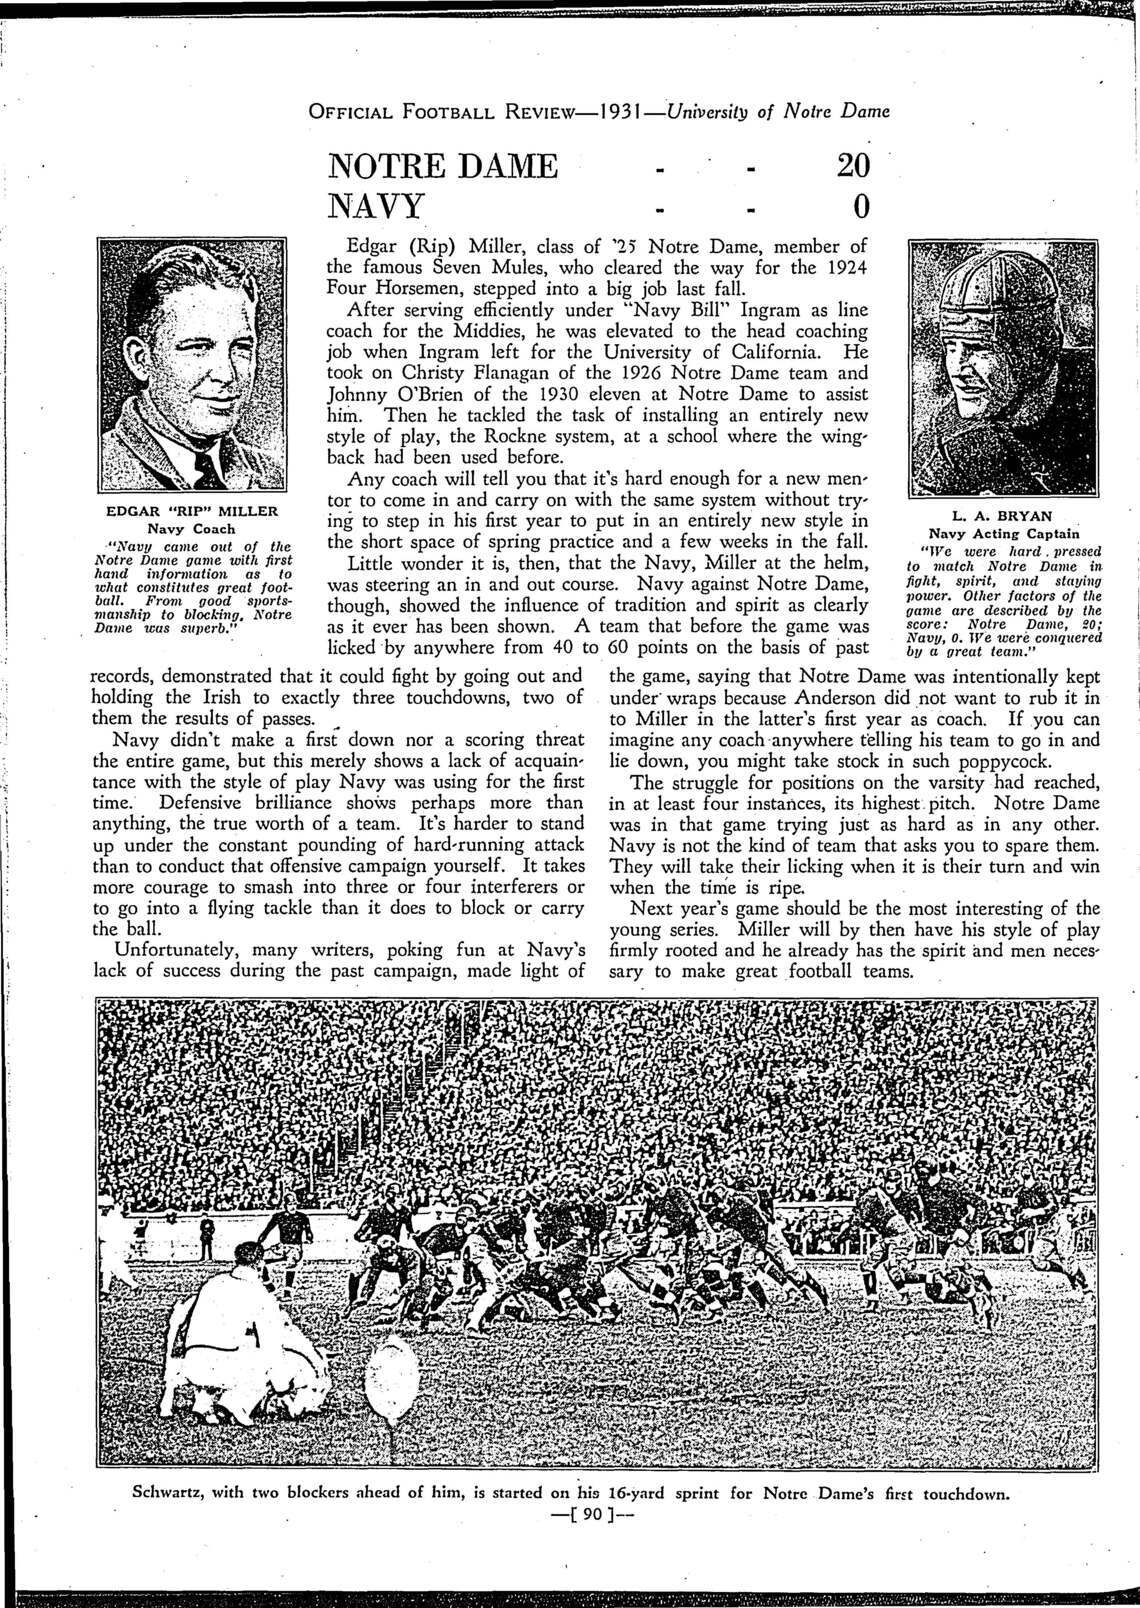 OFFICIAL FOOTBALL REVIEW—1931—University of Notre Dame
NOTRE DAME - - 20
NAVY - - 0
EDGAR "RIP" MILLER
Navy Coach
"Navy came out of the
Notre Dame game with first
hand information as to
what constitutes great foot-
ball. From good sports-
manship to blocking, Notre
Dame was superb."
Edgar (Rip) Miller, class of '25 Notre Dame, member of
the famous Seven Mules, who cleared the way for the 1924
Four Horsemen, stepped into a big job last fall.
After serving efficiently under "Navy Bill" Ingram as line
coach for the Middies, he was elevated to the head coaching
job when Ingram left for the University of California. He
took on Christy Flanagan of the 1926 Notre Dame team and
Johnny O'Brien of the 1930 eleven at Notre Dame to assist
him. Then he tackled the task of installing an entirely new
style of play, the Rockne system, at a school where the wing-
back had been used before.
Any coach will tell you that it's hard enough for a new men-
tor to come in and carry on with the same system without try-
ing to step in his first year to put in an entirely new style in
the short space of spring practice and a few weeks in the fall.
Little wonder it is, then, that the Navy, Miller at the helm,
was steering an in and out course. Navy against Notre Dame,
though, showed the influence of tradition and spirit as clearly
as it ever has been shown. A team that before the game was
licked by anywhere from 40 to 60 points on the basis of past
L. A. BRYAN
Navy Acting Captain
"We were hard pressed
to match Notre Dame in
fight, spirit, and staying
power. Other factors of the
game are described by the
score: Notre Dame, 20;
Navy, 0. We were conquered
by a great team."
records, demonstrated that it could fight by going out and
holding the Irish to exactly three touchdowns, two of
them the results of passes.
Navy didn't make a first down nor a scoring threat
the entire game, but this merely shows a lack of acquain-
tance with the style of play Navy was using for the first
time. Defensive brilliance shows perhaps more than
anything, the true worth of a team. It's harder to stand
up under the constant pounding of hard-running attack
than to conduct that offensive campaign yourself. It takes
more courage to smash into three or four interferers or
to go into a flying tackle than it does to block or carry
the ball.
Unfortunately, many writers, poking fun at Navy's
lack of success during the past campaign, made light of
the game, saying that Notre Dame was intentionally kept
under wraps because Anderson did not want to rub it in
to Miller in the latter's first year as coach. If you can
imagine any coach anywhere telling his team to go in and
lie down, you might take stock in such poppycock.
The struggle for positions on the varsity had reached,
in at least four instances, its highest pitch. Notre Dame
was in that game trying just as hard as in any other.
Navy is not the kind of team that asks you to spare them.
They will take their licking when it is their turn and win
when the time is ripe.
Next year's game should be the most interesting of the
young series. Miller will by then have his style of play
firmly rooted and he already has the spirit and men neces-
sary to make great football teams.
Schwartz, with two blockers ahead of him, is started on his 16-yard sprint for Notre Dame's first touchdown.
—[ 90 ]—